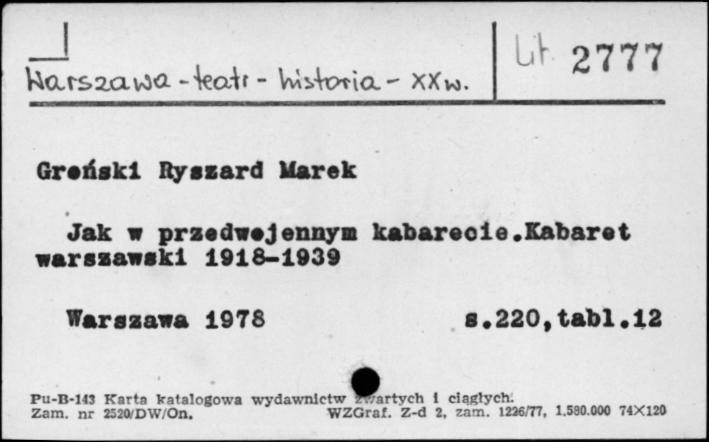 Lit. 2777
Warszawa - teatr - historia - XX w.
Groński Ryszard Marek
Jak w przedwojennym kabarecie.Kabaret
warszawski 1918-1939
Warszawa 1978 s.220,tabl.12
Pu-B-143 Karta katalogowa wydawnictw zwartych i ciągłych.
Zam. nr 2520/DW/On. WZGraf. Z-d 2, zam. 1226/77, 1.580.000 74X120